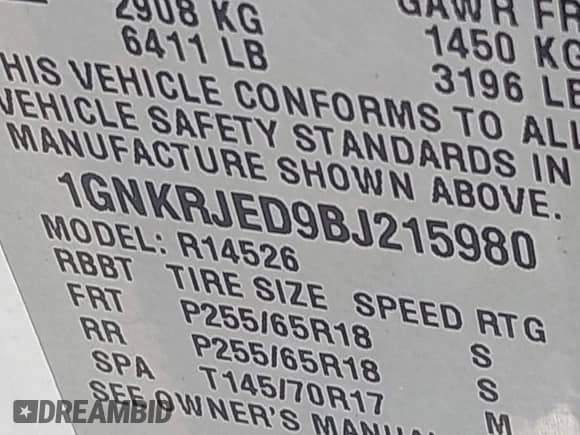 2908 KG GAWR FR
6411 LB 1450 KG
3196 LB
HIS VEHICLE CONFORMS TO ALL
VEHICLE SAFETY STANDARDS IN
MANUFACTURE SHOWN ABOVE.
1GNKRJED9BJ215980
MODEL: R14526
RBBT TIRE SIZE SPEED RTG
FRT P255/65R18 S
RR P255/65R18 S
SPA T145/70R17 M
SEE OWNER'S MANUAL
DREAMBID